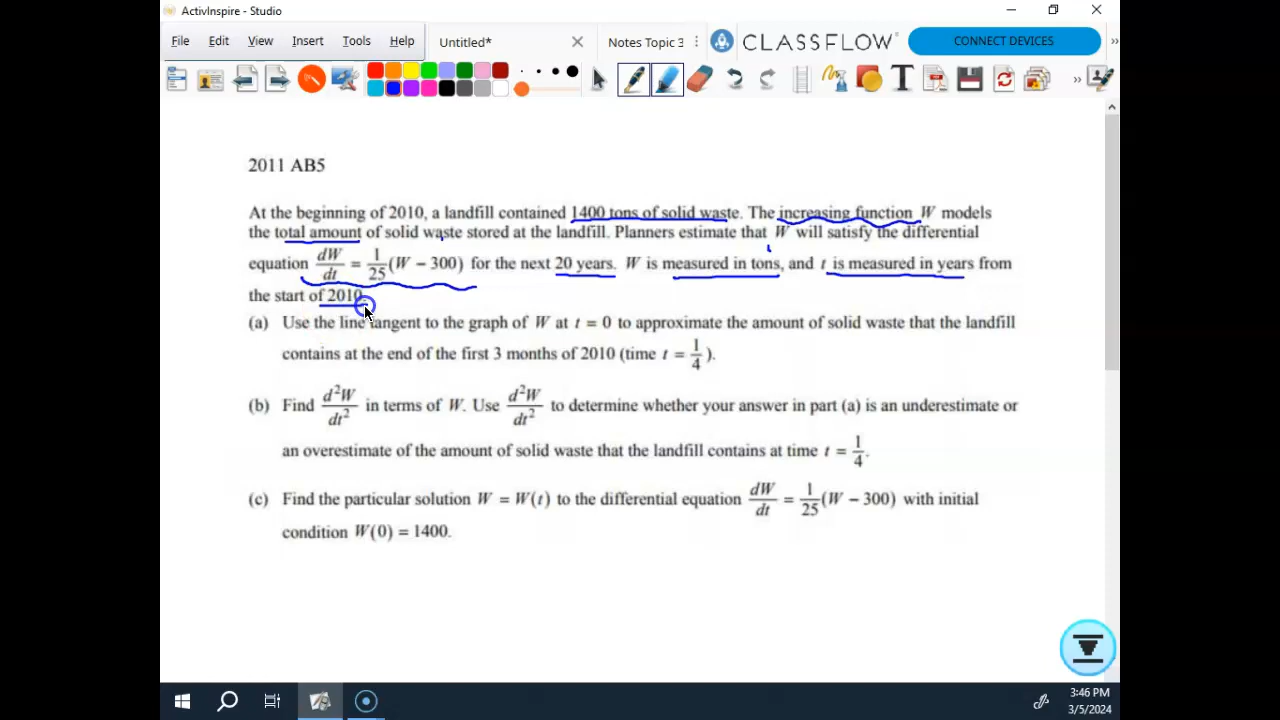 ActivInspire - Studio
File Edit View Insert Tools Help Untitled* Notes Topic 3 CLASSFLOW CONNECT DEVICES
2011 AB5
At the beginning of 2010, a landfill contained 1400 tons of solid waste. The increasing function W models
the total amount of solid waste stored at the landfill. Planners estimate that W will satisfy the differential
equation dW/dt = 1/25(W − 300) for the next 20 years. W is measured in tons, and t is measured in years from
the start of 2010.
(a) Use the line tangent to the graph of W at t = 0 to approximate the amount of solid waste that the landfill
contains at the end of the first 3 months of 2010 (time t = 1/4).
(b) Find d²W/dt² in terms of W. Use d²W/dt² to determine whether your answer in part (a) is an underestimate or
an overestimate of the amount of solid waste that the landfill contains at time t = 1/4.
(c) Find the particular solution W = W(t) to the differential equation dW/dt = 1/25(W − 300) with initial
condition W(0) = 1400.
3:46 PM
3/5/2024